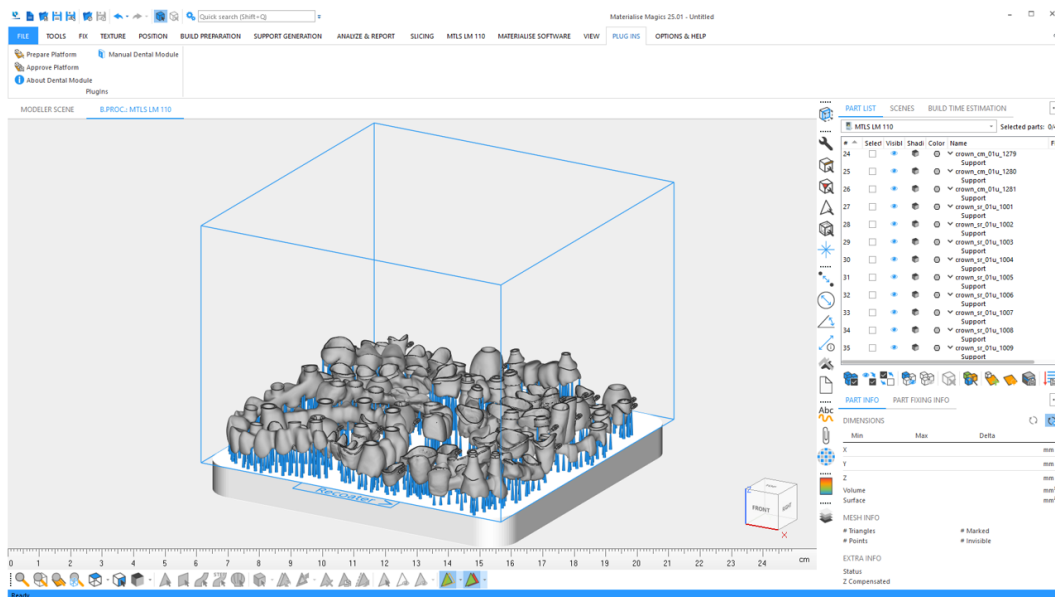 Quick search (Shift+Q)
Materialise Magics 25.01 - Untitled
FILE TOOLS FIX TEXTURE POSITION BUILD PREPARATION SUPPORT GENERATION ANALYZE & REPORT SLICING MTLS LM 110 MATERIALISE SOFTWARE VIEW PLUG INS OPTIONS & HELP
Prepare Platform Manual Dental Module
Approve Platform
About Dental Module
Plugins
MODELER SCENE B.PROC.: MTLS LM 110
PART LIST SCENES BUILD TIME ESTIMATION
MTLS LM 110 Selected parts: 0/
# Select Visibl Shadi Color Name
24 crown_cm_01u_1279
Support
25 crown_cm_01u_1280
Support
26 crown_cm_01u_1281
Support
27 crown_sr_01u_1001
Support
28 crown_sr_01u_1002
Support
29 crown_sr_01u_1003
Support
30 crown_sr_01u_1004
Support
31 crown_sr_01u_1005
Support
32 crown_sr_01u_1006
Support
33 crown_sr_01u_1007
Support
34 crown_sr_01u_1008
Support
35 crown_sr_01u_1009
Support
PART INFO PART FIXING INFO
DIMENSIONS
Min Max Delta
X mm
Y mm
Z mm
Volume mm³
Surface mm²
MESH INFO
# Triangles # Marked
# Points # Invisible
EXTRA INFO
Status
Z Compensated
Abc
Recoater
Z
FRONT
RIGHT
X
0 1 2 3 4 5 6 7 8 9 10 11 12 13 14 15 16 17 18 19 20 21 22 23 24 cm
Ready